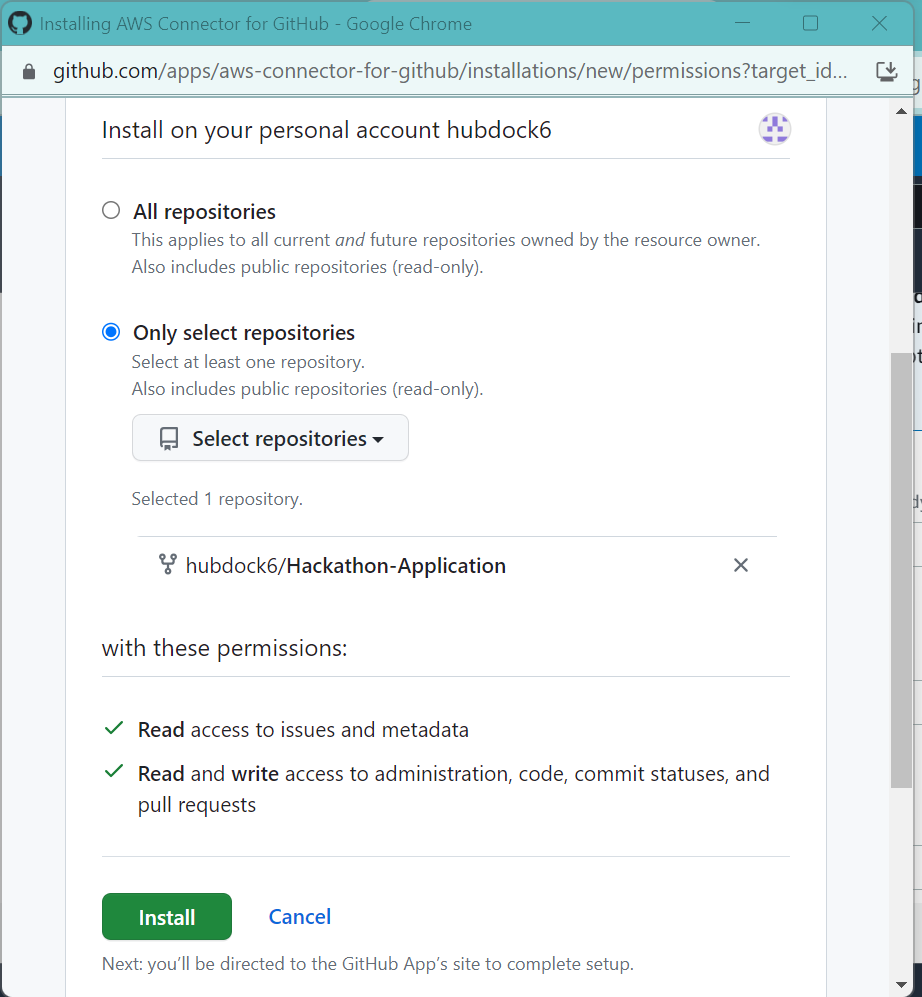 Installing AWS Connector for GitHub - Google Chrome
github.com/apps/aws-connector-for-github/installations/new/permissions?target_id...
Install on your personal account hubdock6
All repositories
This applies to all current and future repositories owned by the resource owner.
Also includes public repositories (read-only).
Only select repositories
Select at least one repository.
Also includes public repositories (read-only).
Select repositories
Selected 1 repository.
hubdock6/Hackathon-Application
with these permissions:
Read access to issues and metadata
Read and write access to administration, code, commit statuses, and
pull requests
Install Cancel
Next: you’ll be directed to the GitHub App’s site to complete setup.